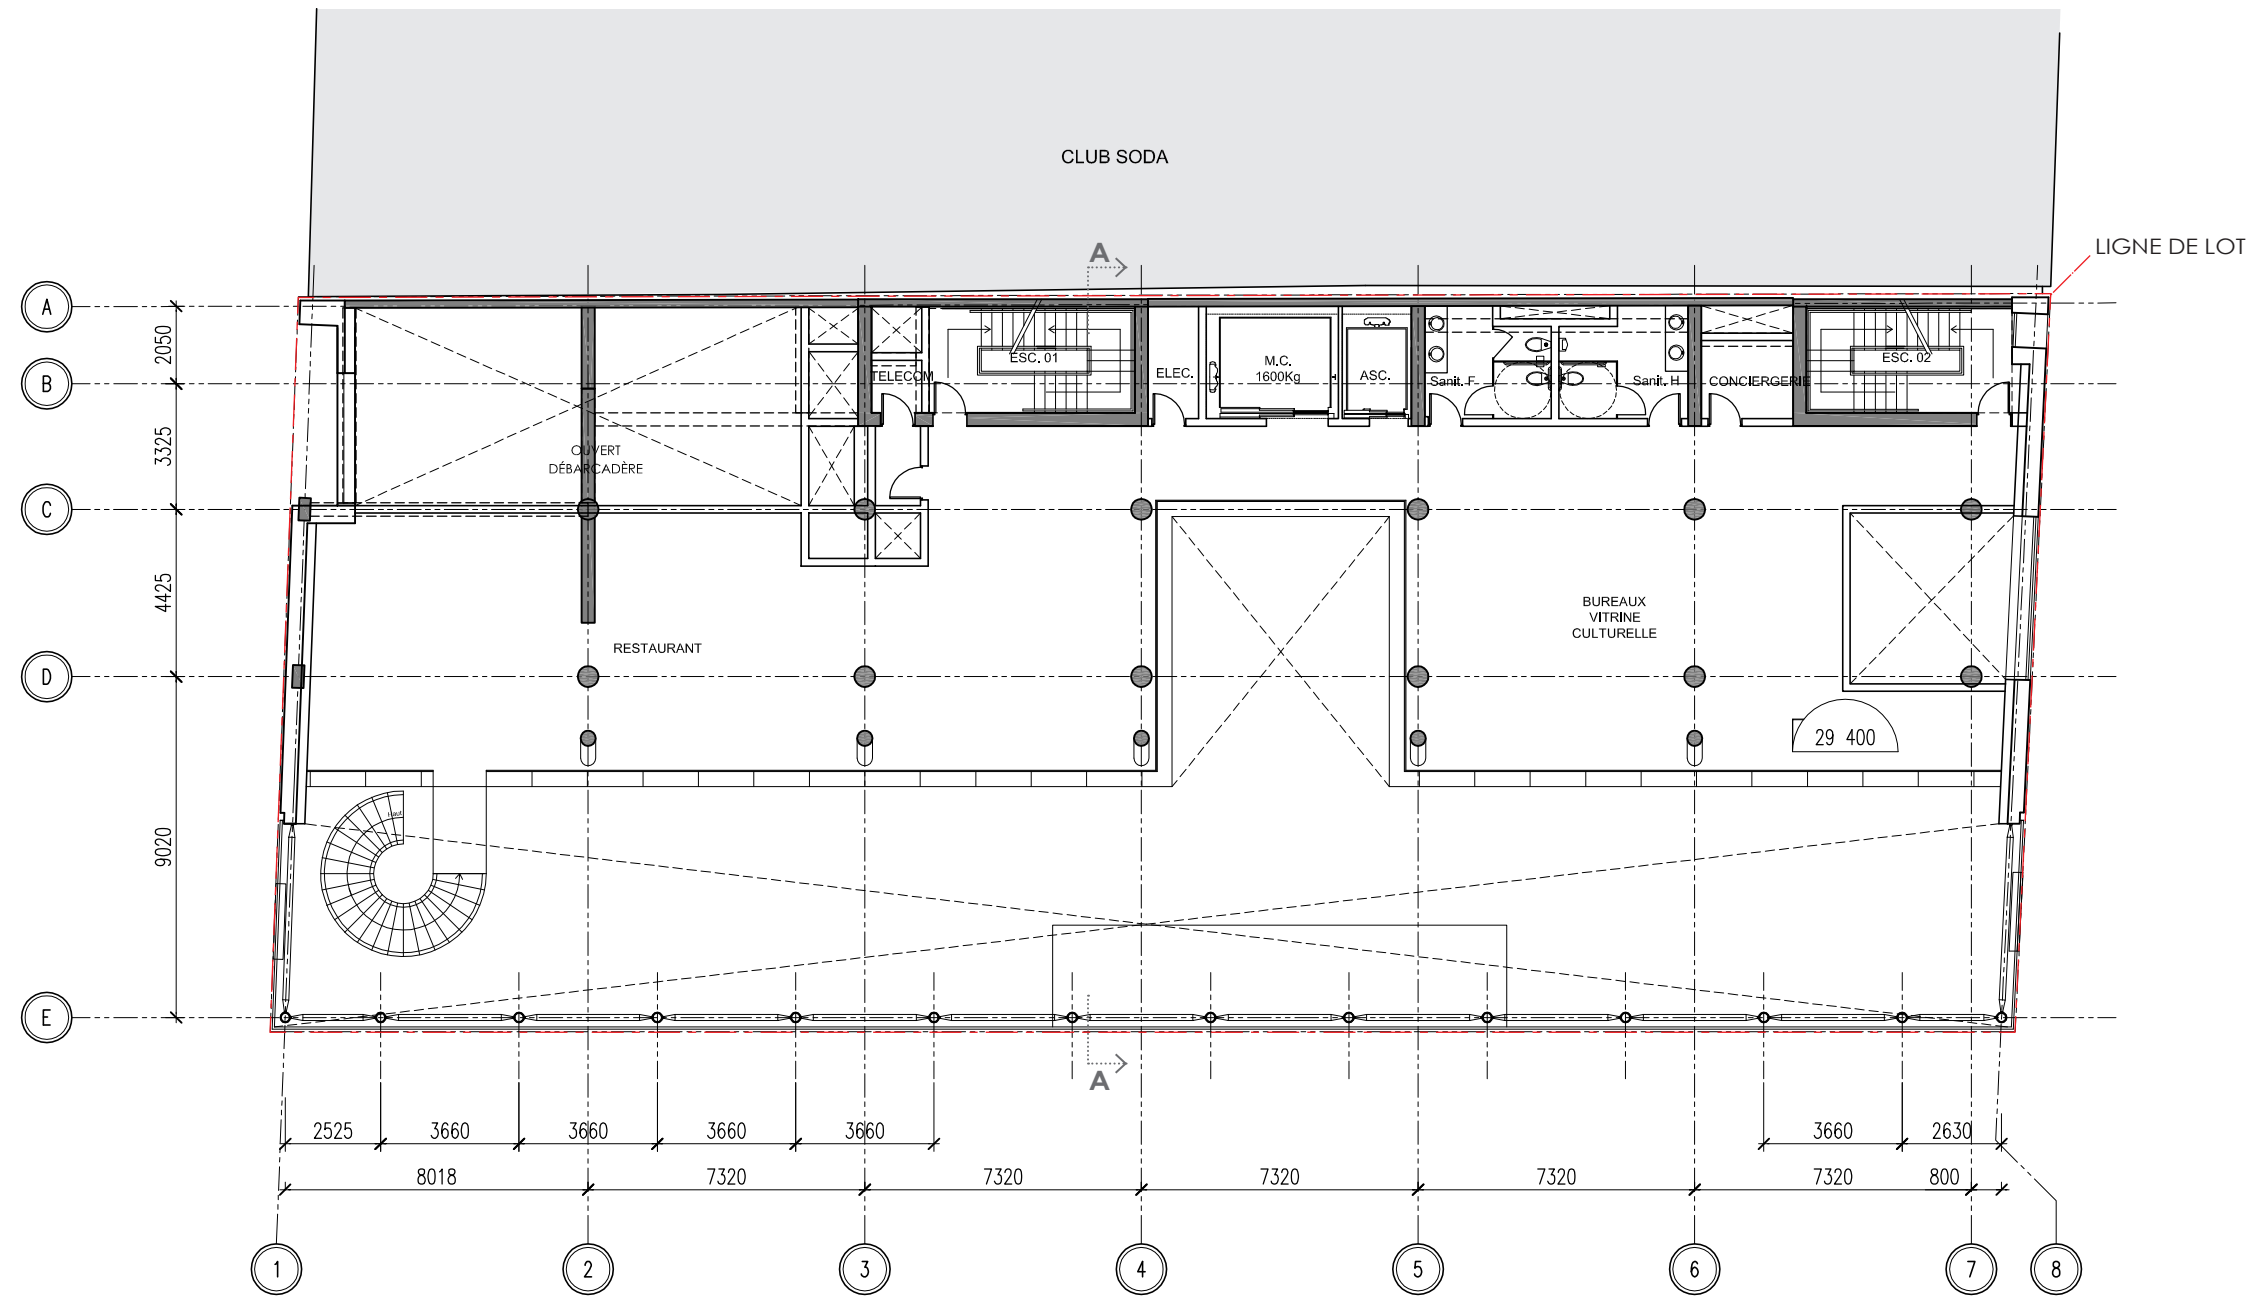 CLUB SODA
LIGNE DE LOT
A
A
2050
B
3325
C
4425
D
9020
E
ESC. 01
TELECOM
ELEC.
M.C.
1600Kg
ASC.
Sanit. F
Sanit. H
CONCIERGERIE
ESC. 02
OUVERT
DÉBARCADÈRE
RESTAURANT
BUREAUX
VITRINE
CULTURELLE
29 400
Haut
A
2525 3660 3660 3660 3660 3660 2630
8018 7320 7320 7320 7320 7320 800
1 2 3 4 5 6 7 8